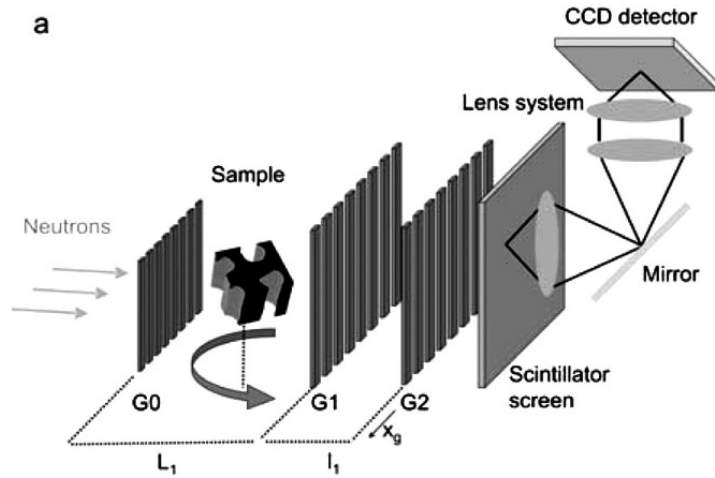 a
CCD detector
Lens system
Sample
Neutrons
Mirror
Scintillator
screen
G0
G1
G2
xg
L1
l1